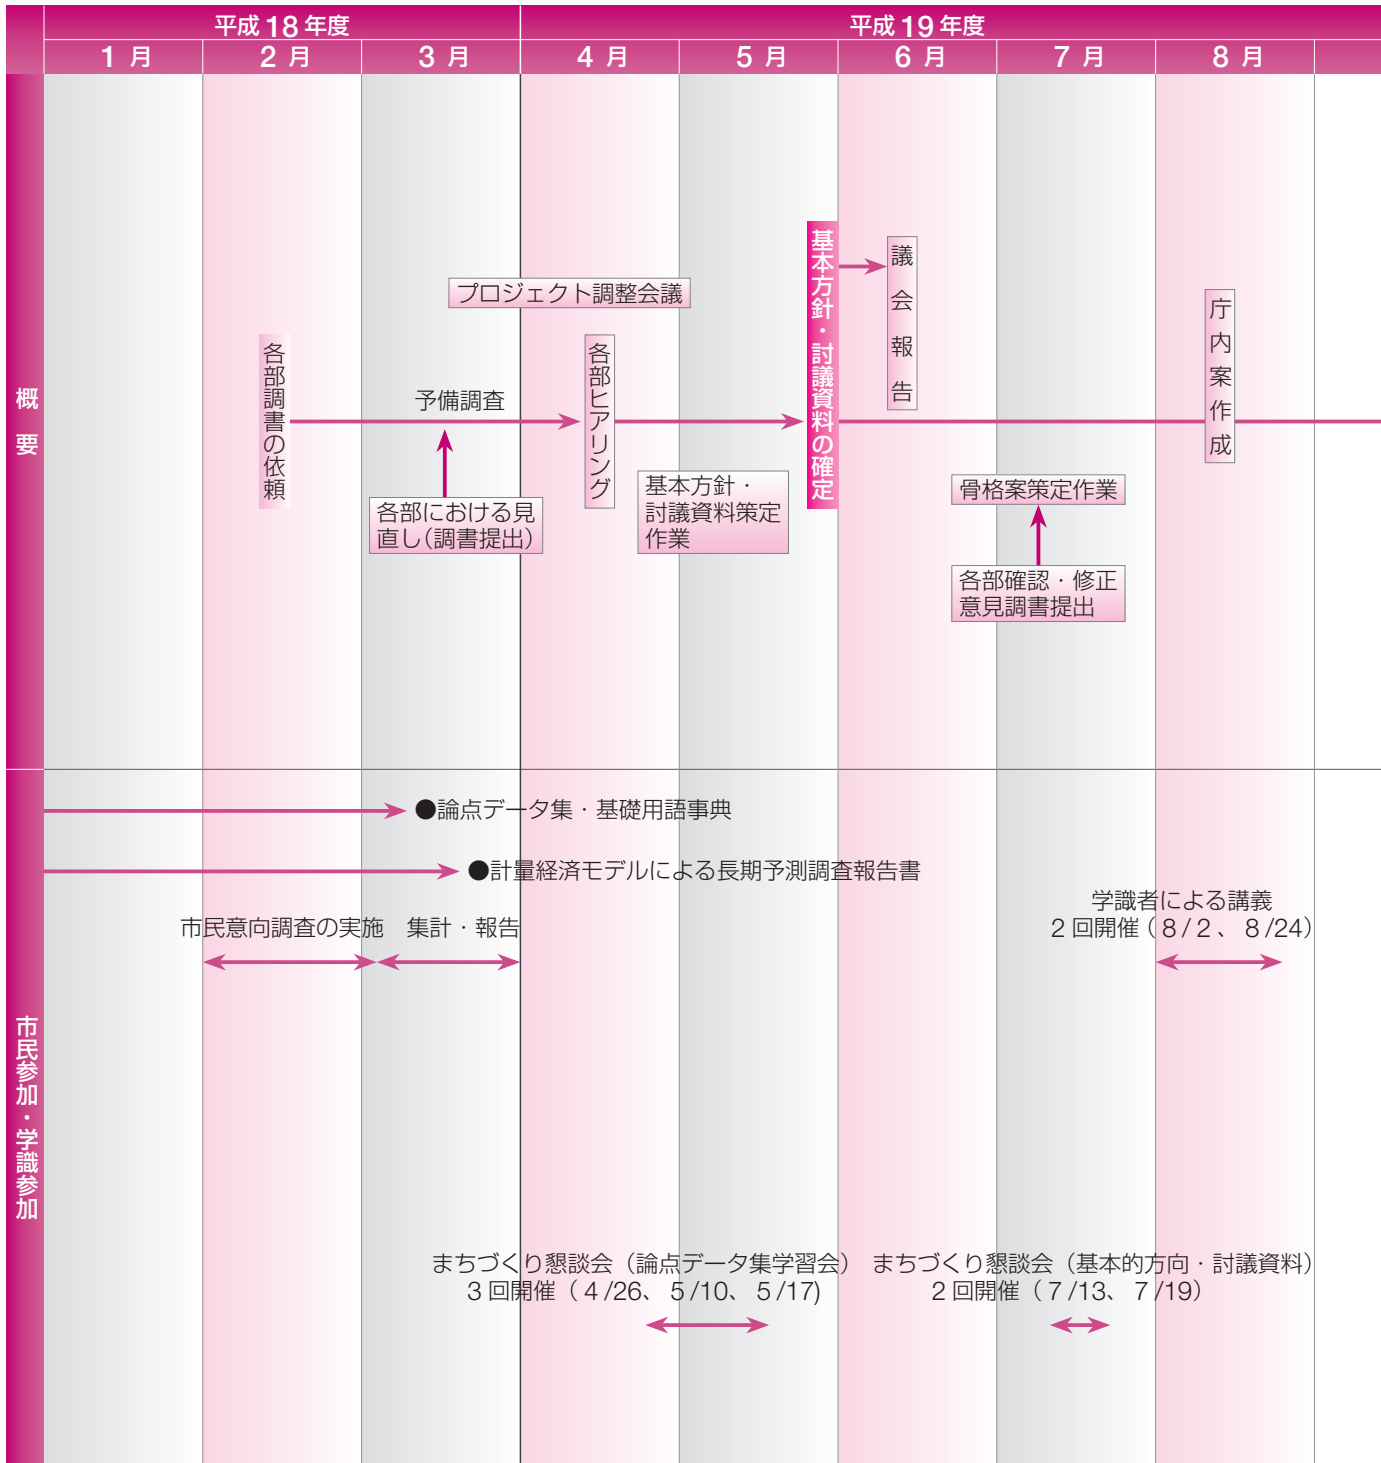 平成18年度
平成19年度
1月
2月
3月
4月
5月
6月
7月
8月
概要
プロジェクト調整会議
各部調書の依頼
予備調査
各部における見
直し（調書提出）
各部ヒアリング
基本方針・
討議資料策定
作業
基本方針・討議資料の確定
議会報告
骨格案策定作業
各部確認・修正
意見調書提出
庁内案作成
市民参加・学識参加
●論点データ集・基礎用語事典
●計量経済モデルによる長期予測調査報告書
市民意向調査の実施
集計・報告
学識者による講義
2回開催（8/2、8/24）
まちづくり懇談会（論点データ集学習会）
3回開催（4/26、5/10、5/17)
まちづくり懇談会（基本的方向・討議資料）
2回開催（7/13、7/19）